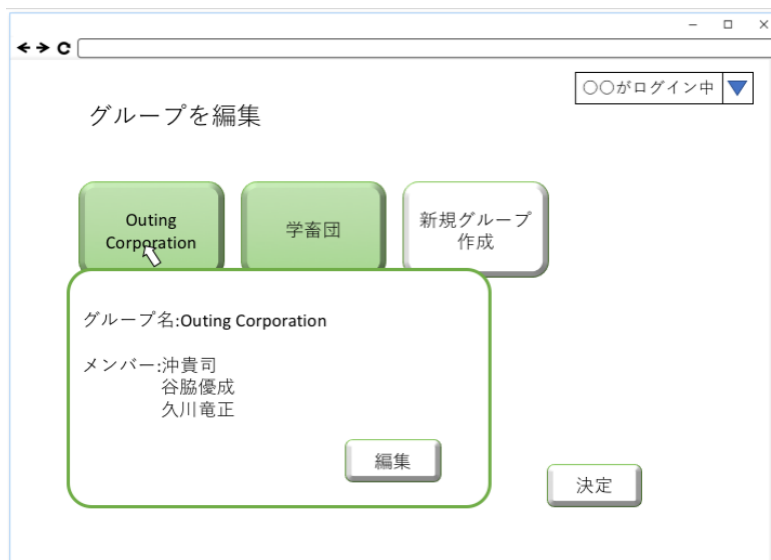 〇〇がログイン中
グループを編集
Outing
Corporation
学畜団
新規グループ
作成
グループ名:Outing Corporation
メンバー:沖貴司
谷脇優成
久川竜正
編集
決定